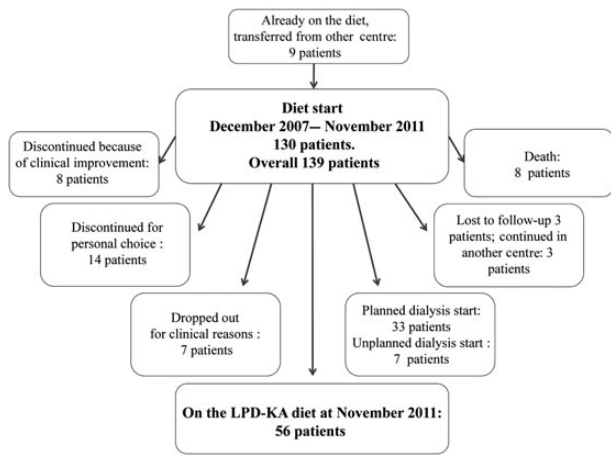 Already on the diet,
transferred from other centre:
9 patients
Diet start
December 2007— November 2011
130 patients.
Overall 139 patients
Discontinued because
of clinical improvement:
8 patients
Death:
8 patients
Discontinued for
personal choice :
14 patients
Lost to follow-up 3
patients; continued in
another centre: 3
patients
Dropped out
for clinical reasons :
7 patients
Planned dialysis start:
33 patients
Unplanned dialysis start :
7 patients
On the LPD-KA diet at November 2011:
56 patients